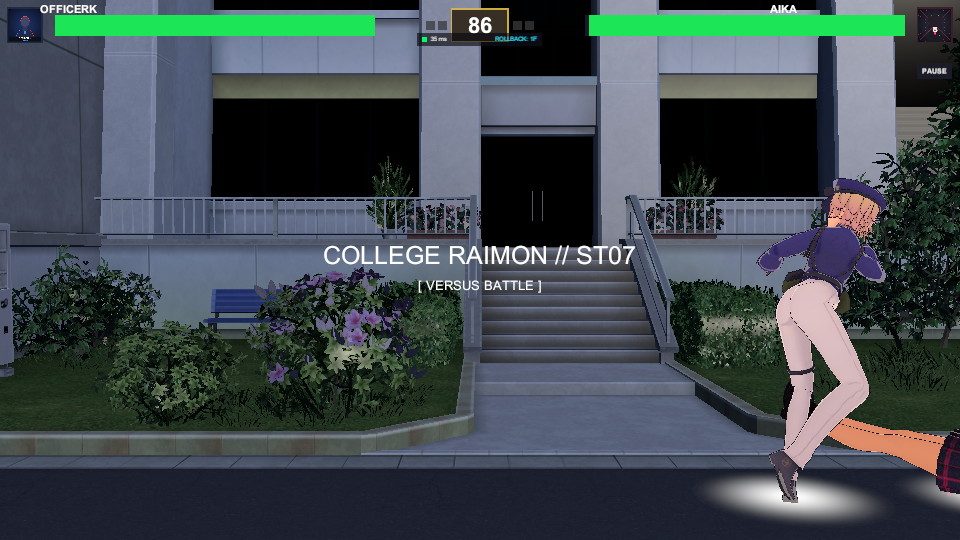 OFFICERK
86
AIKA
35 ms
ROLLBACK: 1F
PAUSE
COLLEGE RAIMON // ST07
[ VERSUS BATTLE ]